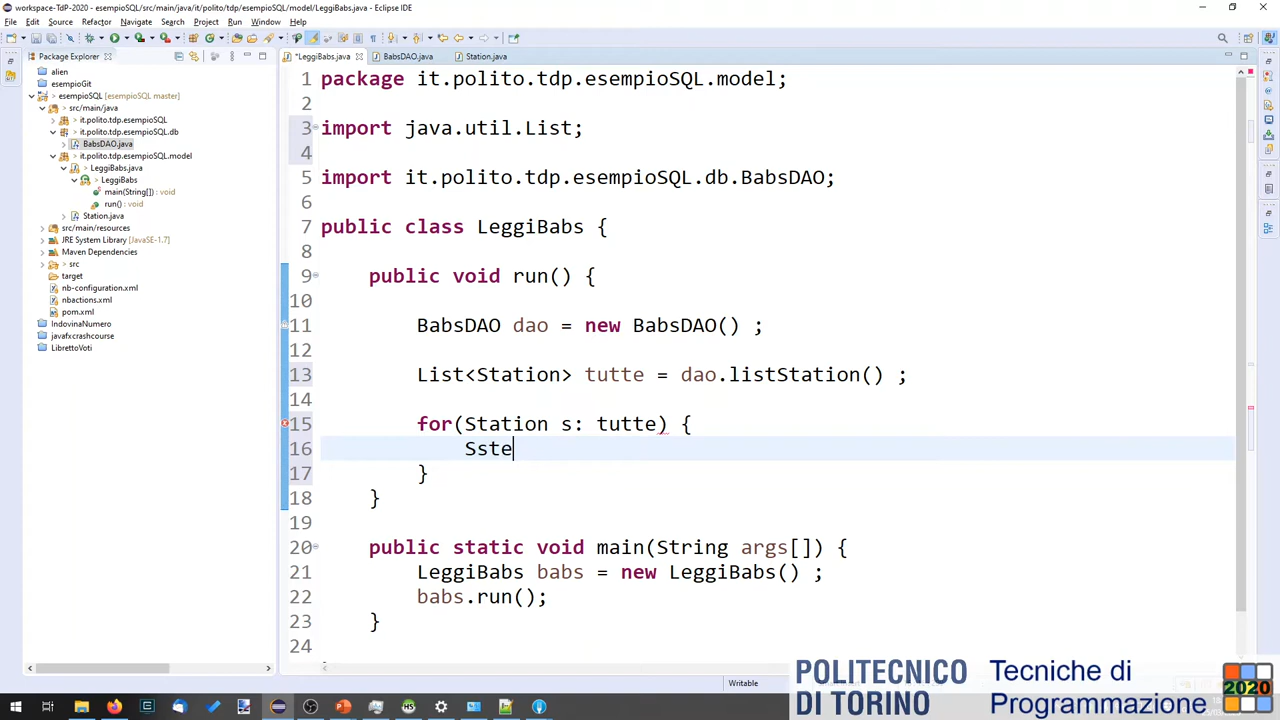 workspace-TdP-2020 - esempioSQL/src/main/java/it/polito/tdp/esempioSQL/model/LeggiBabs.java - Eclipse IDE
File Edit Source Refactor Navigate Search Project Run Window Help
Package Explorer
*LeggiBabs.java BabsDAO.java Station.java
alien
esempioGit
esempioSQL [esempioSQL master]
src/main/java
it.polito.tdp.esempioSQL
it.polito.tdp.esempioSQL.db
BabsDAO.java
it.polito.tdp.esempioSQL.model
LeggiBabs.java
LeggiBabs
main(String[]) : void
run() : void
Station.java
src/main/resources
JRE System Library [JavaSE-1.7]
Maven Dependencies
src
target
nb-configuration.xml
nbactions.xml
pom.xml
IndovinaNumero
javafxcrashcourse
LibrettoVoti
1 package it.polito.tdp.esempioSQL.model;
2
3 import java.util.List;
4
5 import it.polito.tdp.esempioSQL.db.BabsDAO;
6
7 public class LeggiBabs {
8
9 public void run() {
10
11 BabsDAO dao = new BabsDAO() ;
12
13 List<Station> tutte = dao.listStation() ;
14
15 for(Station s: tutte) {
16 Sste
17 }
18 }
19
20 public static void main(String args[]) {
21 LeggiBabs babs = new LeggiBabs() ;
22 babs.run();
23 }
24
Writable
POLITECNICO
DI TORINO
Tecniche di
Programmazione
2020